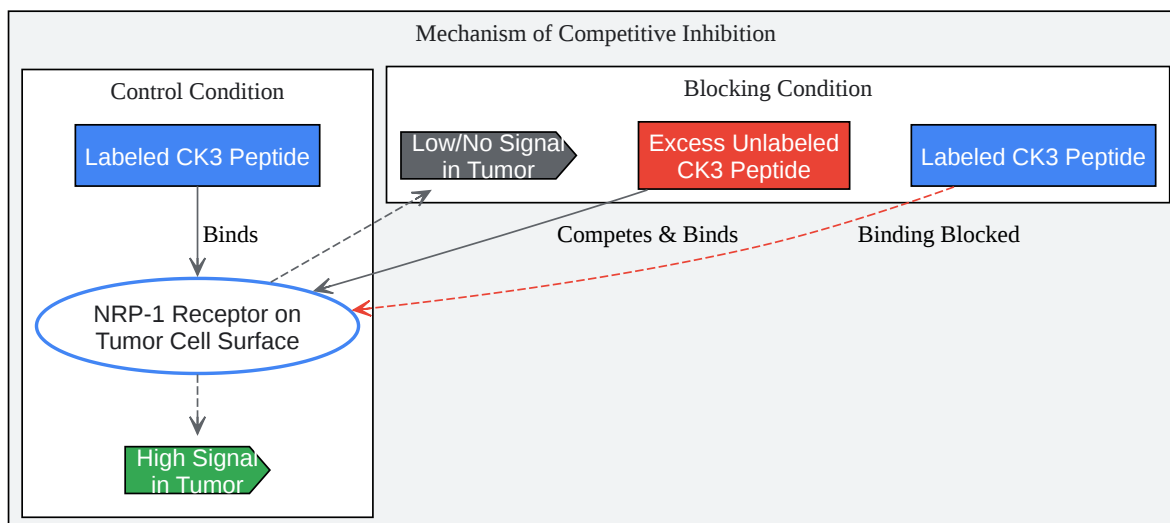 Mechanism of Competitive Inhibition
Control Condition
Labeled CK3 Peptide
Binds
NRP-1 Receptor on
Tumor Cell Surface
High Signal
in Tumor
Blocking Condition
Low/No Signal
in Tumor
Excess Unlabeled
CK3 Peptide
Labeled CK3 Peptide
Competes & Binds
Binding Blocked